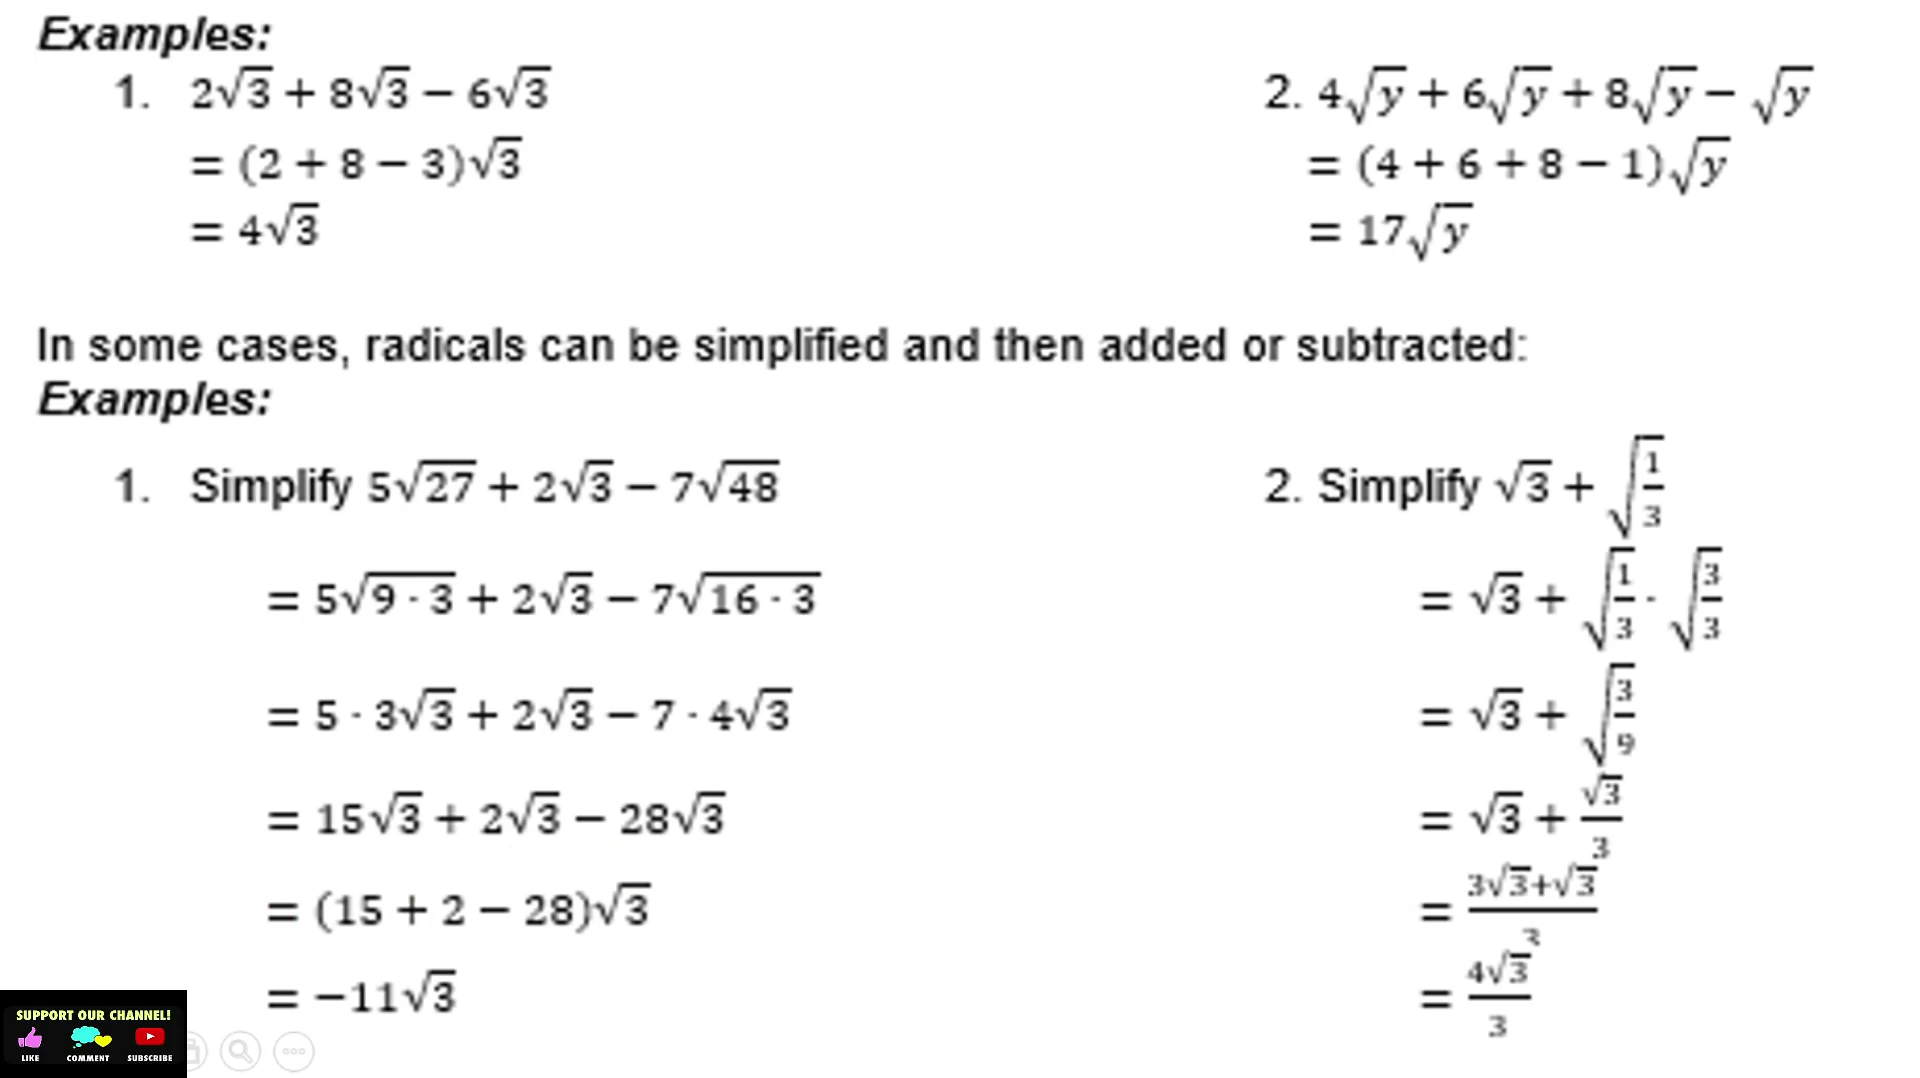 Examples:
1. 2√3 + 8√3 − 6√3
= (2 + 8 − 3)√3
= 4√3
2. 4√y + 6√y + 8√y − √y
= (4 + 6 + 8 − 1)√y
= 17√y
In some cases, radicals can be simplified and then added or subtracted:
Examples:
1. Simplify 5√27 + 2√3 − 7√48
= 5√(9 · 3) + 2√3 − 7√(16 · 3)
= 5 · 3√3 + 2√3 − 7 · 4√3
= 15√3 + 2√3 − 28√3
= (15 + 2 − 28)√3
= −11√3
2. Simplify √3 + √(1/3)
= √3 + √(1/3) · √(3/3)
= √3 + √(3/9)
= √3 + √3/3
= (3√3+√3)/3
= 4√3/3
SUPPORT OUR CHANNEL!
LIKE COMMENT SUBSCRIBE